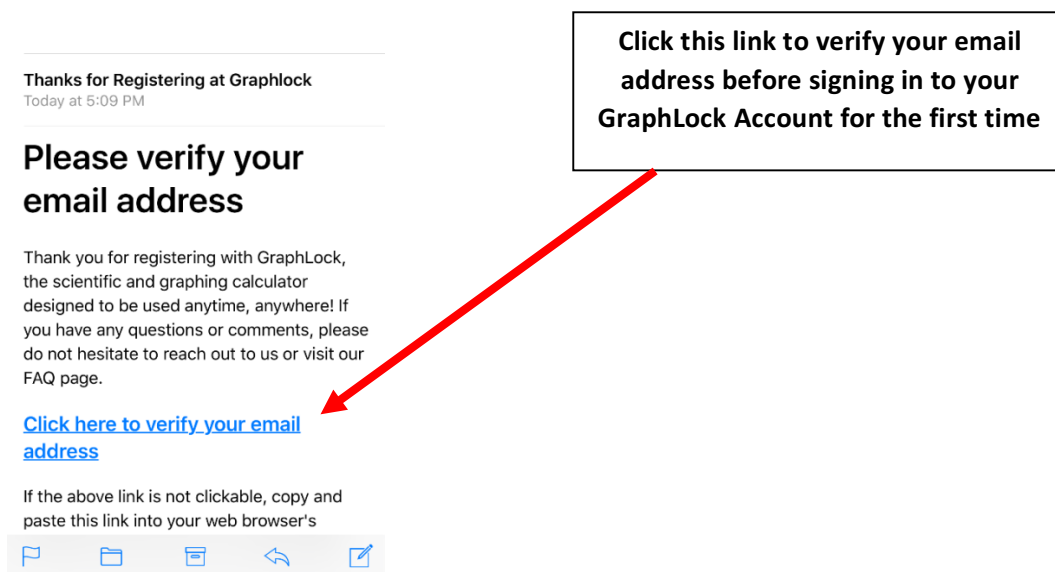 Thanks for Registering at Graphlock
Today at 5:09 PM
Please verify your
email address
Thank you for registering with GraphLock,
the scientific and graphing calculator
designed to be used anytime, anywhere! If
you have any questions or comments, please
do not hesitate to reach out to us or visit our
FAQ page.
Click here to verify your email
address
If the above link is not clickable, copy and
paste this link into your web browser's
Click this link to verify your email
address before signing in to your
GraphLock Account for the first time